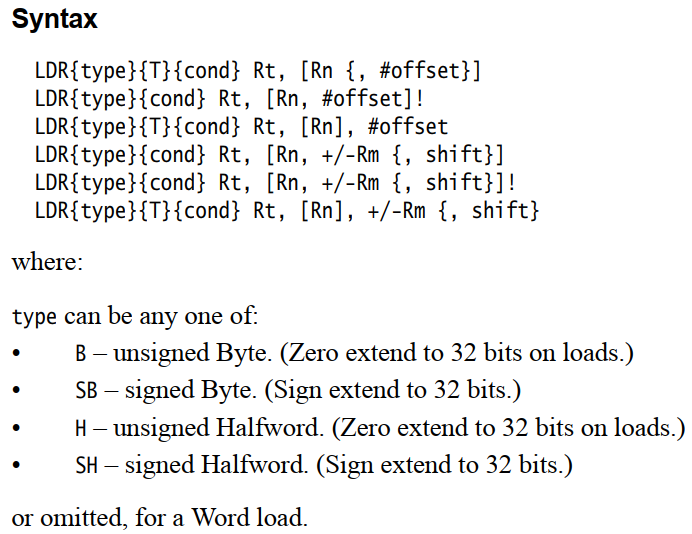 Syntax
LDR{type}{T}{cond} Rt, [Rn {, #offset}]
LDR{type}{cond} Rt, [Rn, #offset]!
LDR{type}{T}{cond} Rt, [Rn], #offset
LDR{type}{cond} Rt, [Rn, +/-Rm {, shift}]
LDR{type}{cond} Rt, [Rn, +/-Rm {, shift}]!
LDR{type}{T}{cond} Rt, [Rn], +/-Rm {, shift}
where:
type can be any one of:
• B – unsigned Byte. (Zero extend to 32 bits on loads.)
• SB – signed Byte. (Sign extend to 32 bits.)
• H – unsigned Halfword. (Zero extend to 32 bits on loads.)
• SH – signed Halfword. (Sign extend to 32 bits.)
or omitted, for a Word load.